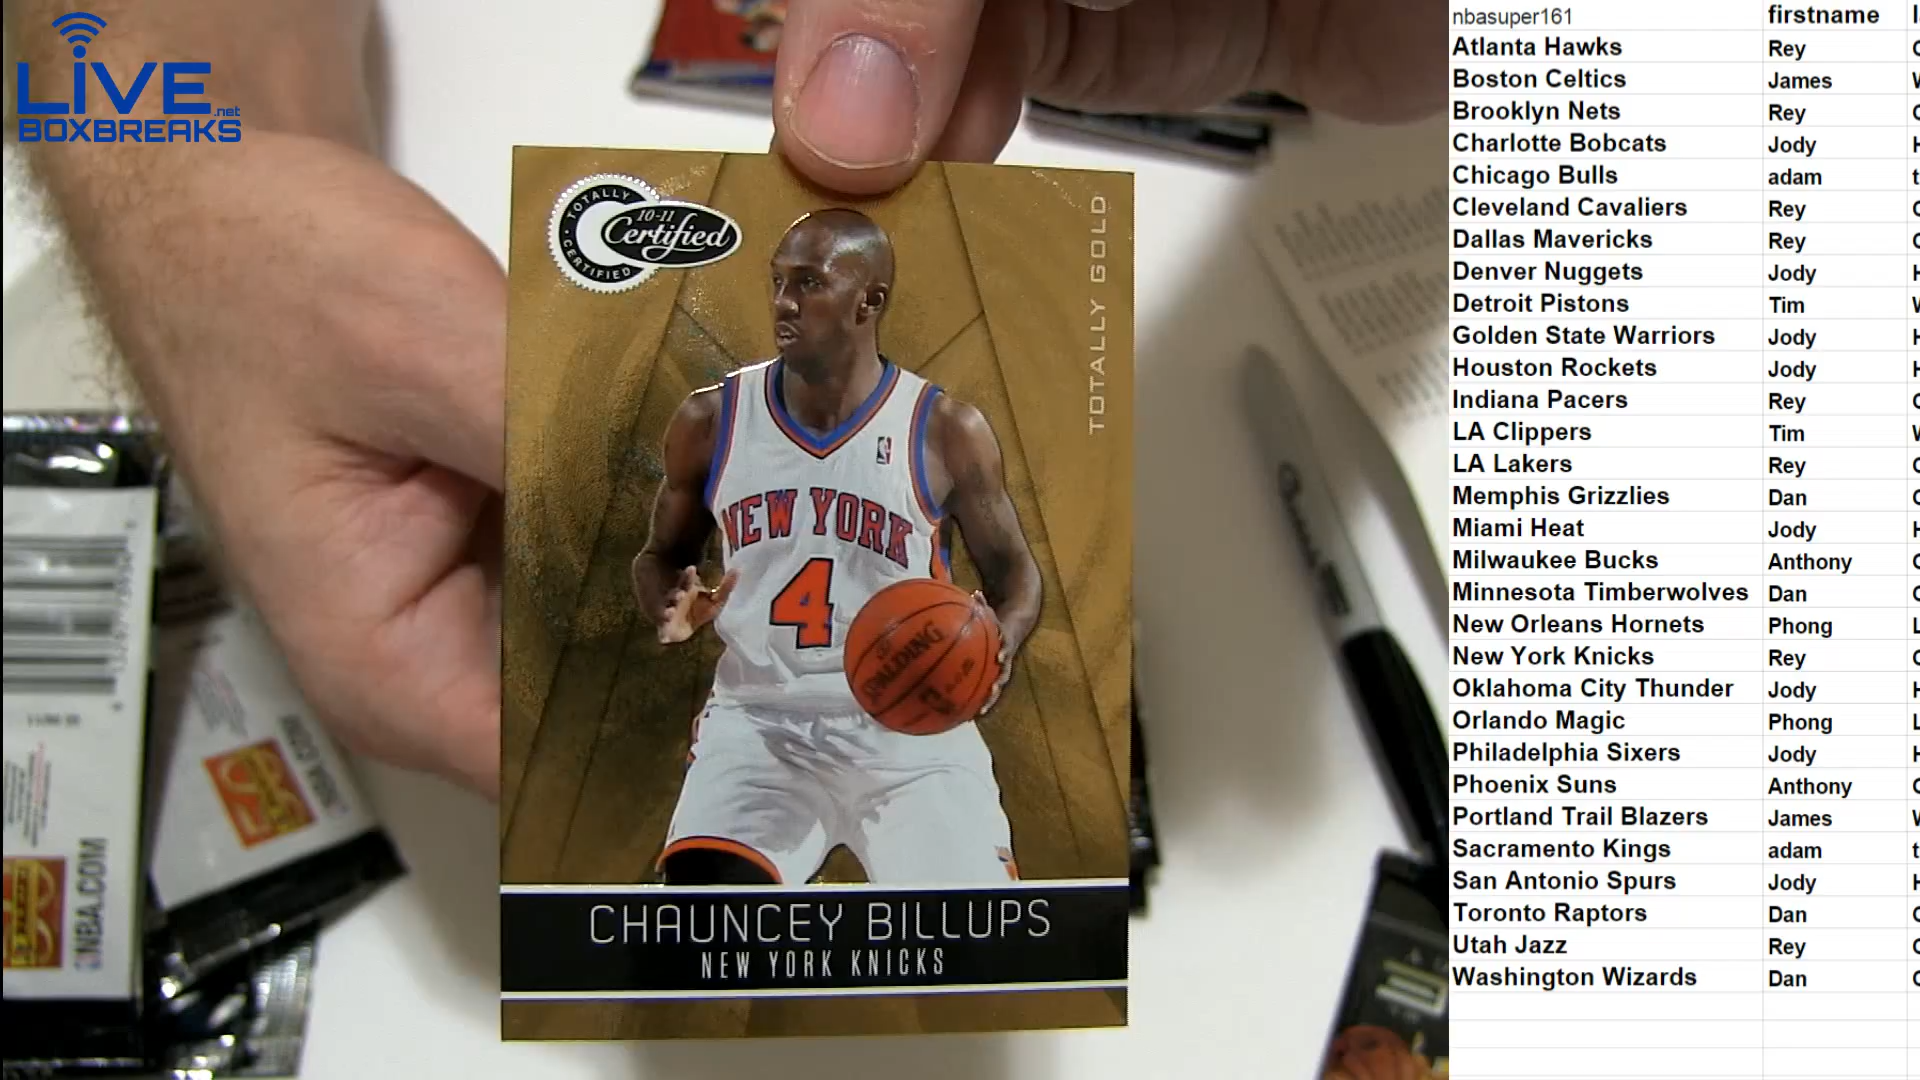 LiVE
.net
BOXBREAKS
TOTALLY
CERTIFIED
10-11
Certified
TOTALLY GOLD
NEW YORK
4
SPALDING
CHAUNCEY BILLUPS
NEW YORK KNICKS
NBA.COM
NBA.COM
nbasuper161 firstname
Atlanta Hawks Rey
Boston Celtics James
Brooklyn Nets Rey
Charlotte Bobcats Jody
Chicago Bulls adam
Cleveland Cavaliers Rey
Dallas Mavericks Rey
Denver Nuggets Jody
Detroit Pistons Tim
Golden State Warriors Jody
Houston Rockets Jody
Indiana Pacers Rey
LA Clippers Tim
LA Lakers Rey
Memphis Grizzlies Dan
Miami Heat Jody
Milwaukee Bucks Anthony
Minnesota Timberwolves Dan
New Orleans Hornets Phong
New York Knicks Rey
Oklahoma City Thunder Jody
Orlando Magic Phong
Philadelphia Sixers Jody
Phoenix Suns Anthony
Portland Trail Blazers James
Sacramento Kings adam
San Antonio Spurs Jody
Toronto Raptors Dan
Utah Jazz Rey
Washington Wizards Dan